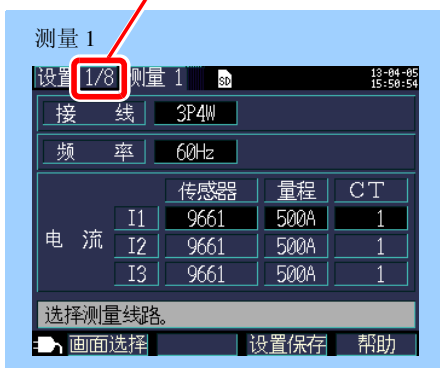 测量 1
设置 1/8 测量 1 SD 13-04-05
15:50:54
接 线 3P4W
频 率 60Hz
传感器 量程 CT
电 流 I1 9661 500A 1
I2 9661 500A 1
I3 9661 500A 1
选择测量线路。
画面选择 设置保存 帮助